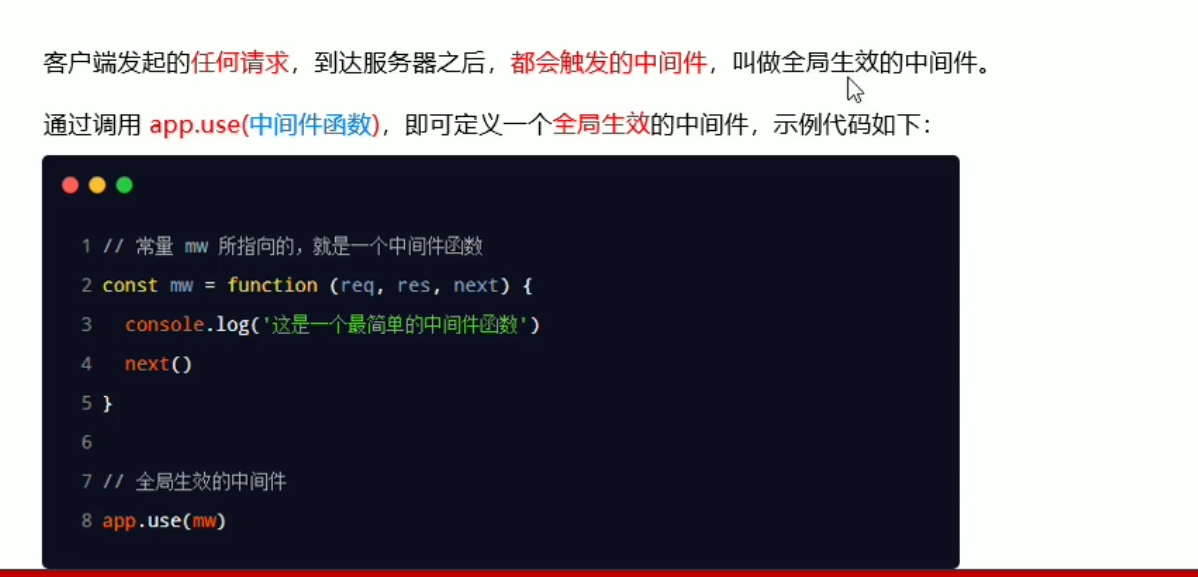 客户端发起的任何请求，到达服务器之后，都会触发的中间件，叫做全局生效的中间件。
通过调用 app.use(中间件函数)，即可定义一个全局生效的中间件，示例代码如下：
1 // 常量 mw 所指向的，就是一个中间件函数
2 const mw = function (req, res, next) {
3   console.log('这是一个最简单的中间件函数')
4   next()
5 }
6
7 // 全局生效的中间件
8 app.use(mw)